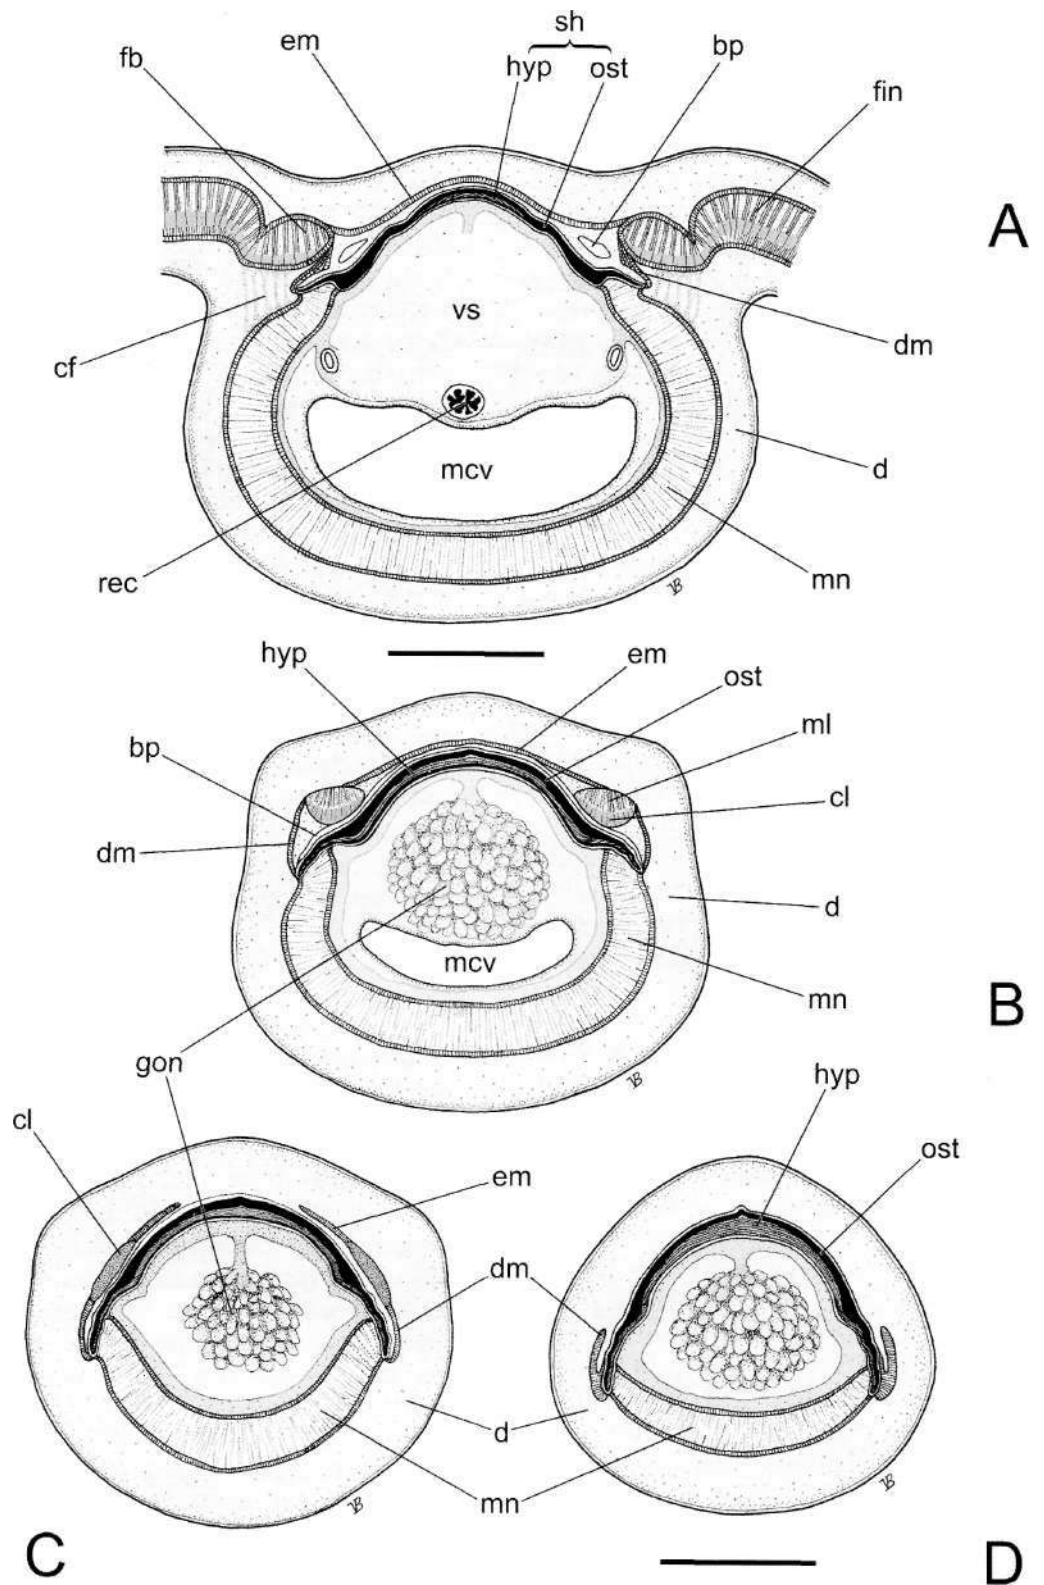 sh
em
hyp ost
bp
fb
fin
A
vs
dm
cf
d
mcv
rec
mn
hyp
em
ost
ml
bp
cl
dm
d
mcv
mn
B
gon
hyp
cl
ost
em
dm
d
mn
C
D